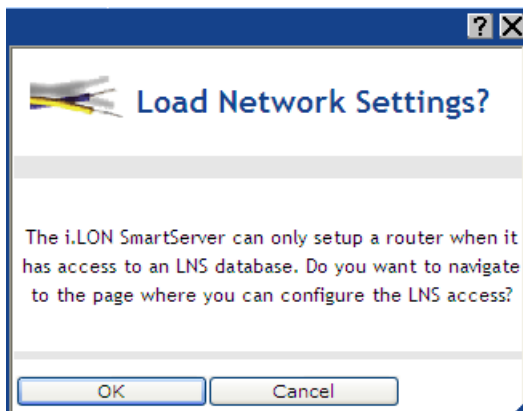 ? X
Load Network Settings?
The i.LON SmartServer can only setup a router when it
has access to an LNS database. Do you want to navigate
to the page where you can configure the LNS access?
OK Cancel